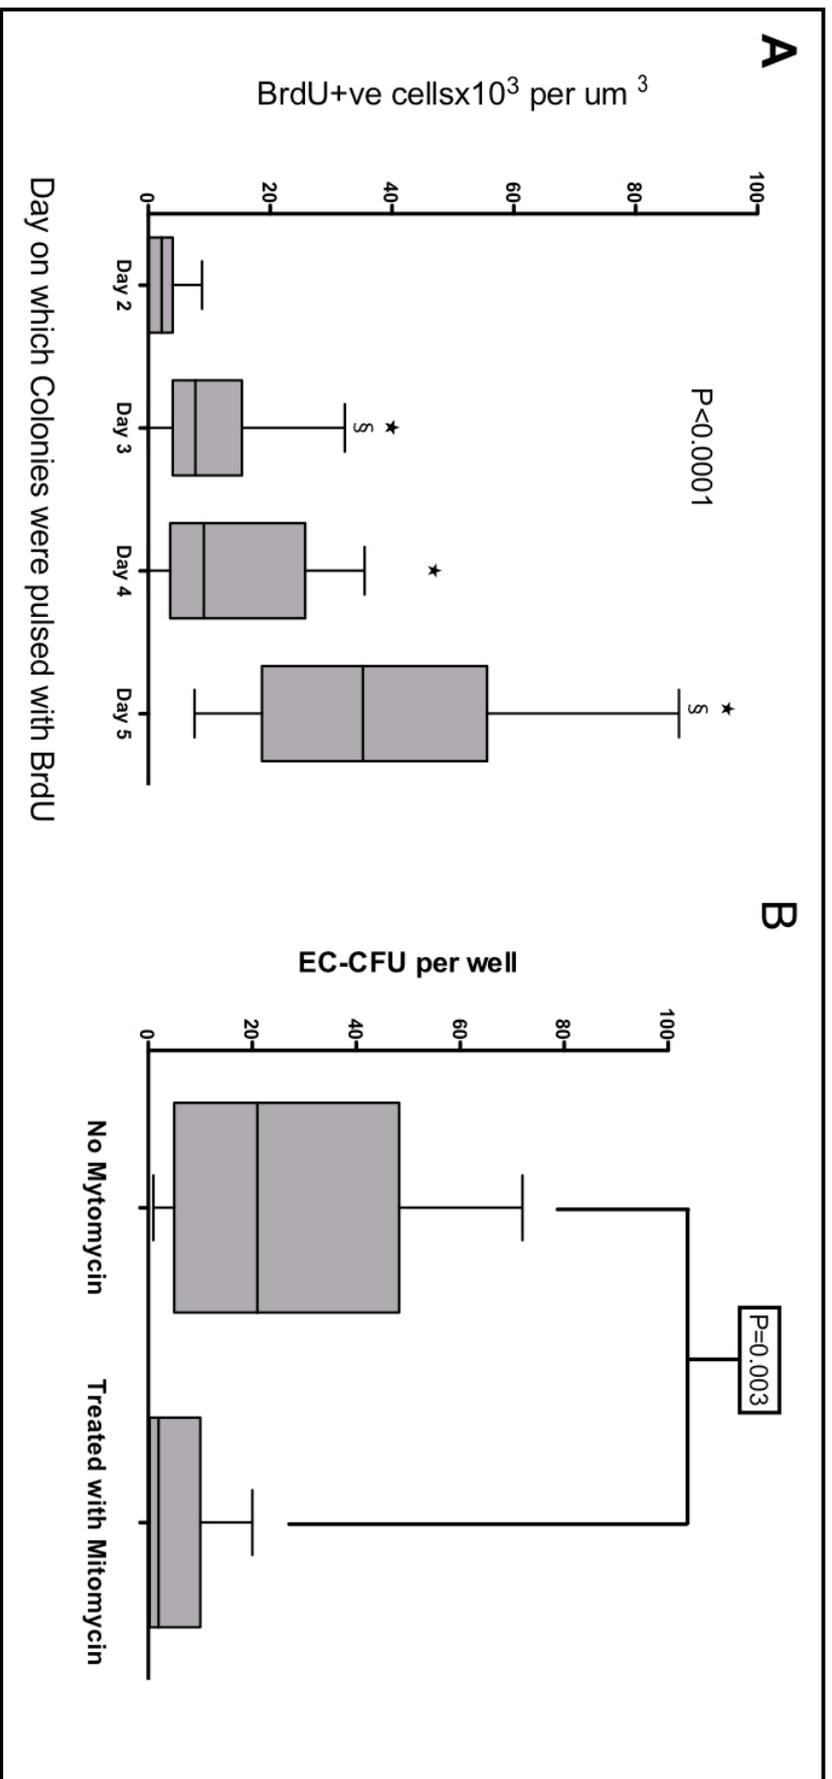 A
BrdU+ve cellsx10³ per um ³
100
80
60
40
20
0
P<0.0001
§ ★
★
§ ★
Day 2
Day 3
Day 4
Day 5
Day on which Colonies were pulsed with BrdU
B
EC-CFU per well
100
80
60
40
20
0
P=0.003
No Mytomycin
Treated with Mitomycin